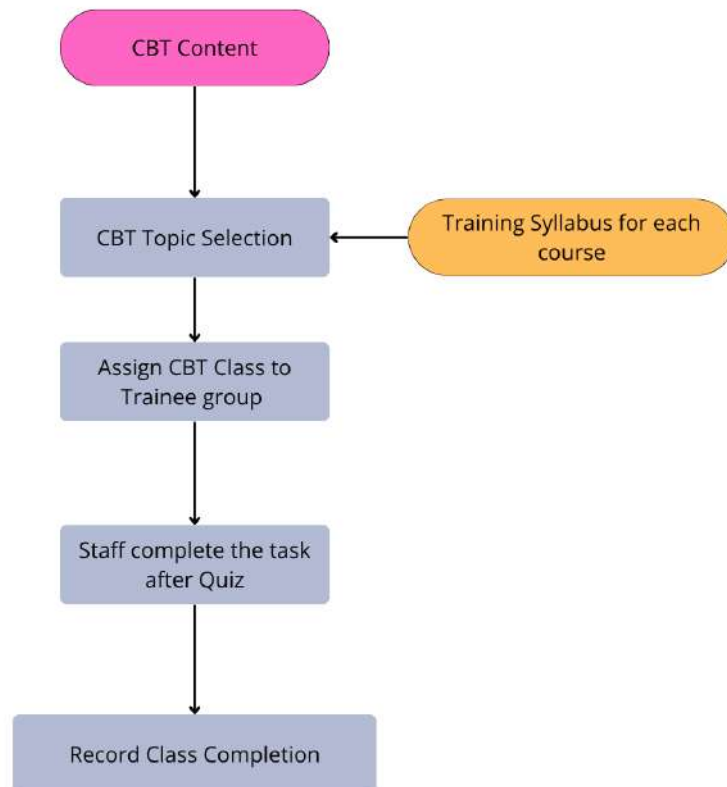 CBT Content
CBT Topic Selection
Training Syllabus for each
course
Assign CBT Class to
Trainee group
Staff complete the task
after Quiz
Record Class Completion